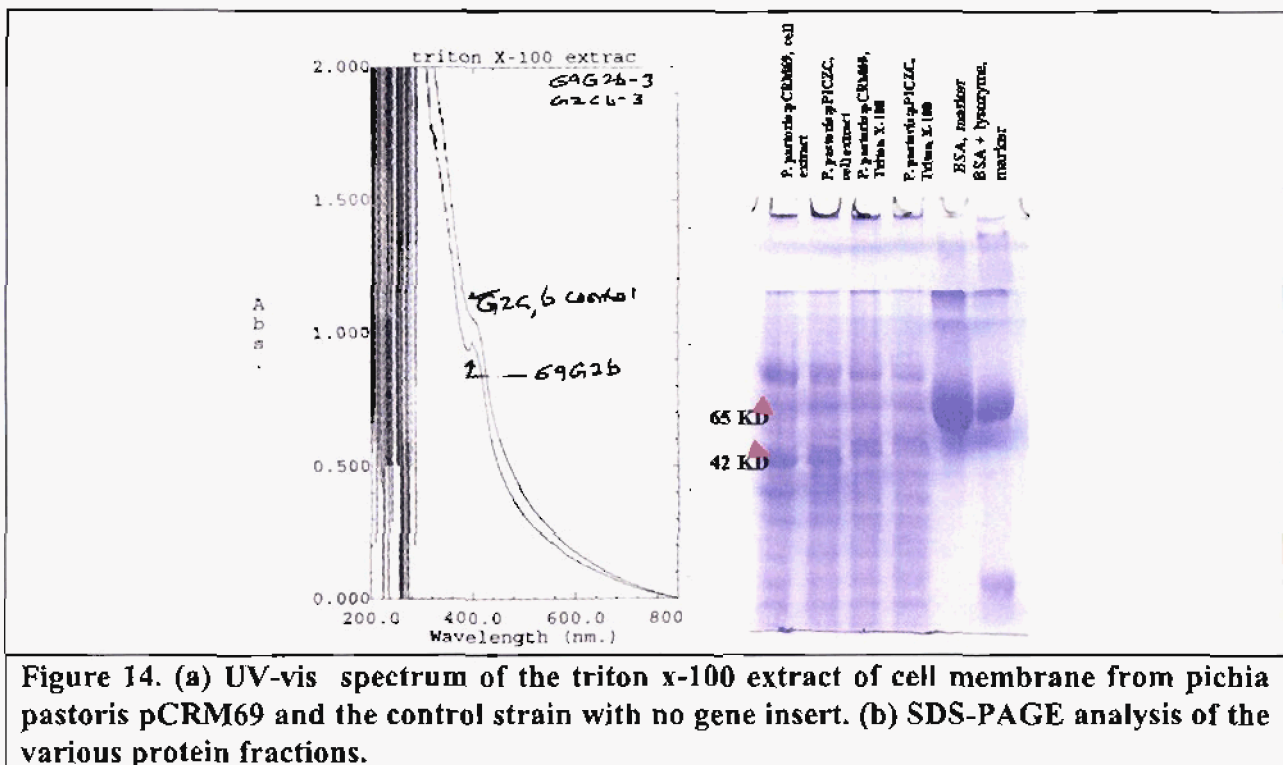 triton X-100 extrac
2.000
1.500
1.000
0.500
0.000
A
b
s
.
200.0 400.0 600.0 800
Wavelength (nm.)
G9G2b-3
G2Cb-3
G2C, b control
G9G2b
P. pastoris pCRM69, cell
extract
P. pastoris pPICZC,
cell extract
P. pastoris pCRM69,
Triton X-100
P. pastoris pPICZC,
Triton X-100
BSA, marker
BSA + lysozyme,
marker
65 KD
42 KD
Figure 14. (a) UV-vis spectrum of the triton x-100 extract of cell membrane from pichia
pastoris pCRM69 and the control strain with no gene insert. (b) SDS-PAGE analysis of the
various protein fractions.